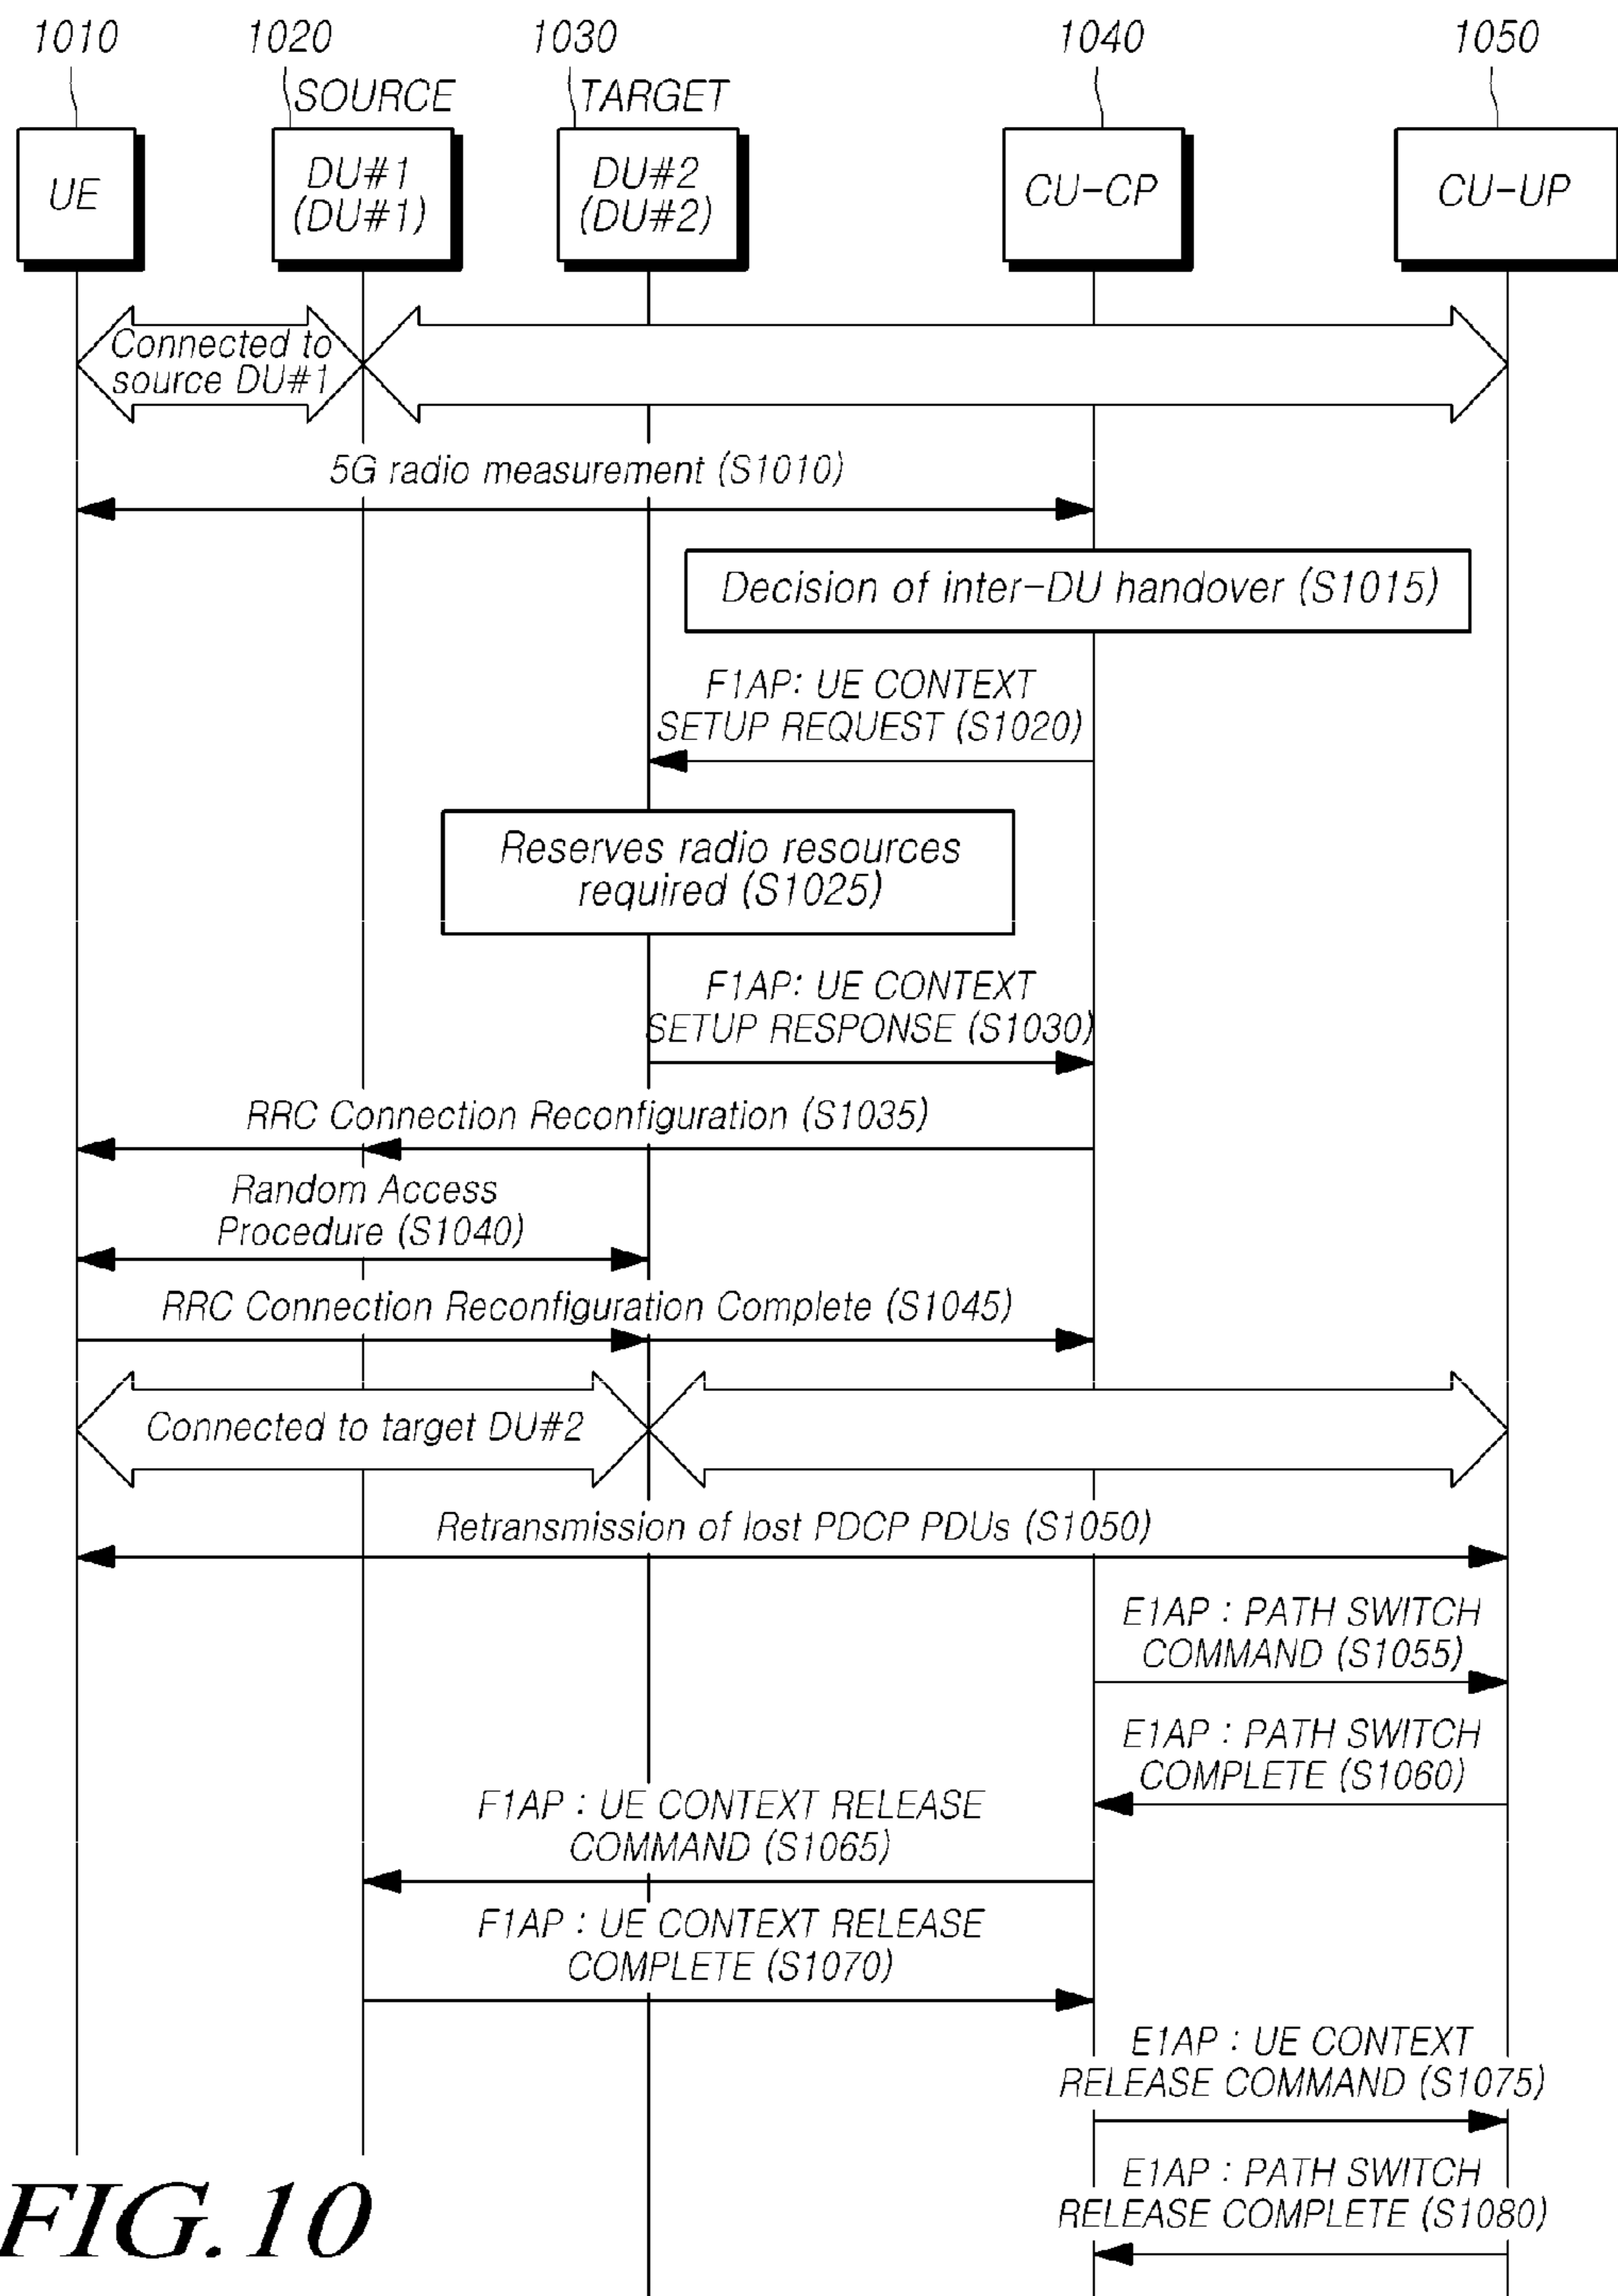 1010
1020
1030
1040
1050
SOURCE
TARGET
UE
DU#1
(DU#1)
DU#2
(DU#2)
CU-CP
CU-UP
Connected to
source DU#1
5G radio measurement (S1010)
Decision of inter-DU handover (S1015)
F1AP: UE CONTEXT
SETUP REQUEST (S1020)
Reserves radio resources
required (S1025)
F1AP: UE CONTEXT
SETUP RESPONSE (S1030)
RRC Connection Reconfiguration (S1035)
Random Access
Procedure (S1040)
RRC Connection Reconfiguration Complete (S1045)
Connected to target DU#2
Retransmission of lost PDCP PDUs (S1050)
E1AP : PATH SWITCH
COMMAND (S1055)
E1AP : PATH SWITCH
COMPLETE (S1060)
F1AP : UE CONTEXT RELEASE
COMMAND (S1065)
F1AP : UE CONTEXT RELEASE
COMPLETE (S1070)
E1AP : UE CONTEXT
RELEASE COMMAND (S1075)
E1AP : PATH SWITCH
RELEASE COMPLETE (S1080)
FIG.10